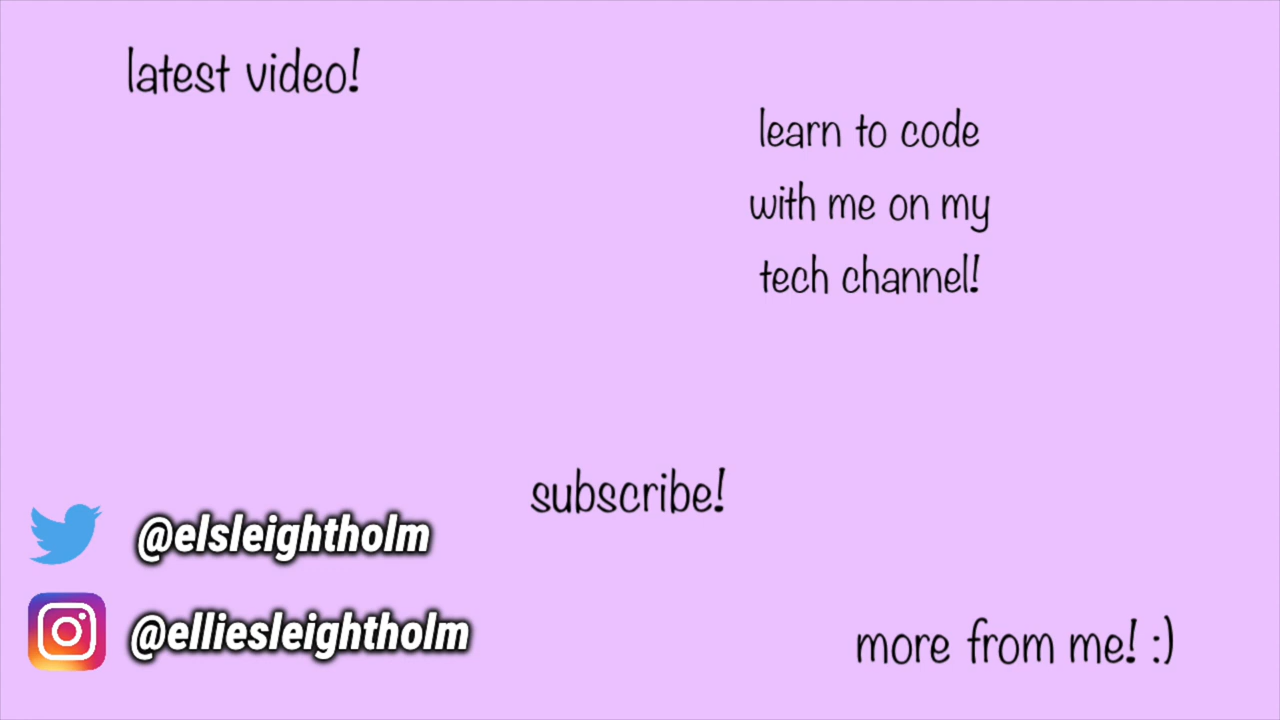 latest video!
learn to code
with me on my
tech channel!
subscribe!
@elsleightholm
@elliesleightholm
more from me! :)